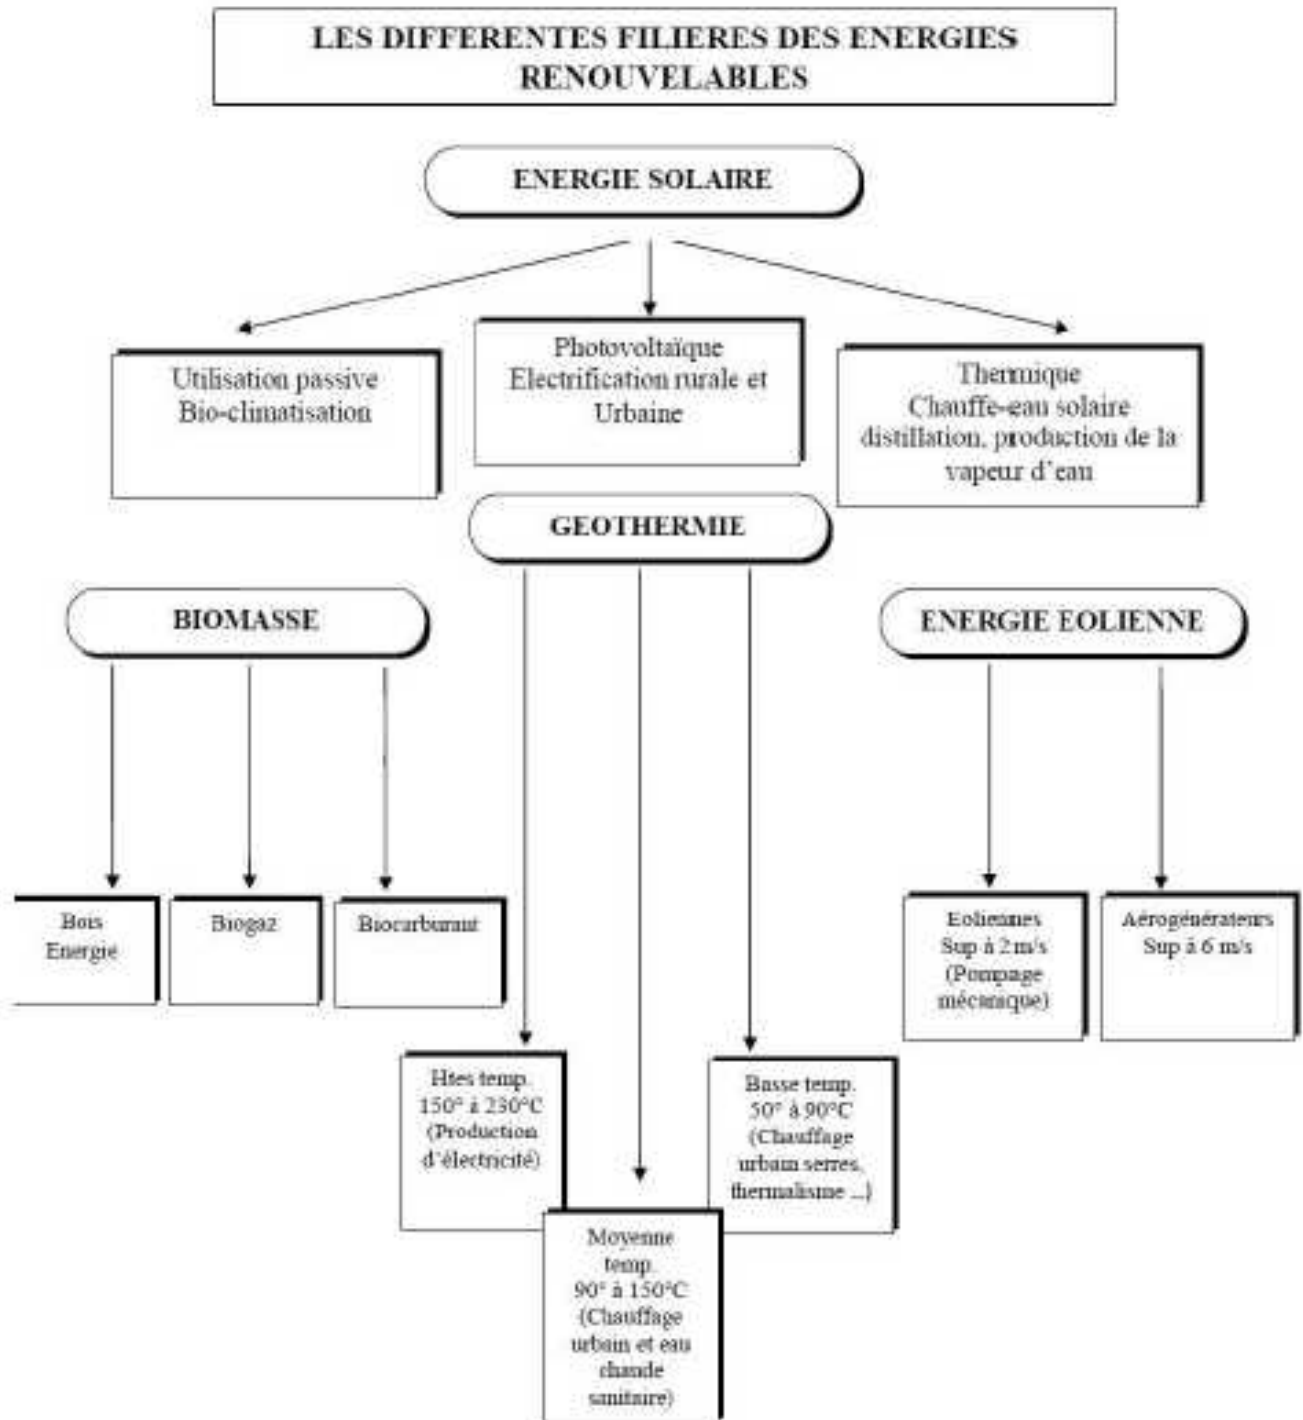 LES DIFFERENTES FILIERES DES ENERGIES
RENOUVELABLES
ENERGIE SOLAIRE
Utilisation passive
Bio-climatisation
Photovoltaïque
Electrification rurale et
Urbaine
Thermique
Chauffe-eau solaire
distillation, production de la
vapeur d'eau
GEOTHERMIE
BIOMASSE
ENERGIE EOLIENNE
Bois
Energie
Biogaz
Biocarburant
Eoliennes
Sup à 2 m/s
(Pompage
mécanique)
Aérogénérateurs
Sup à 6 m/s
Htes temp.
150° à 230°C
(Production
d'électricité)
Moyenne
temp.
90° à 150°C
(Chauffage
urbain et eau
chaude
sanitaire)
Basse temp.
50° à 90°C
(Chauffage
urbain serres,
thermalisme ...)